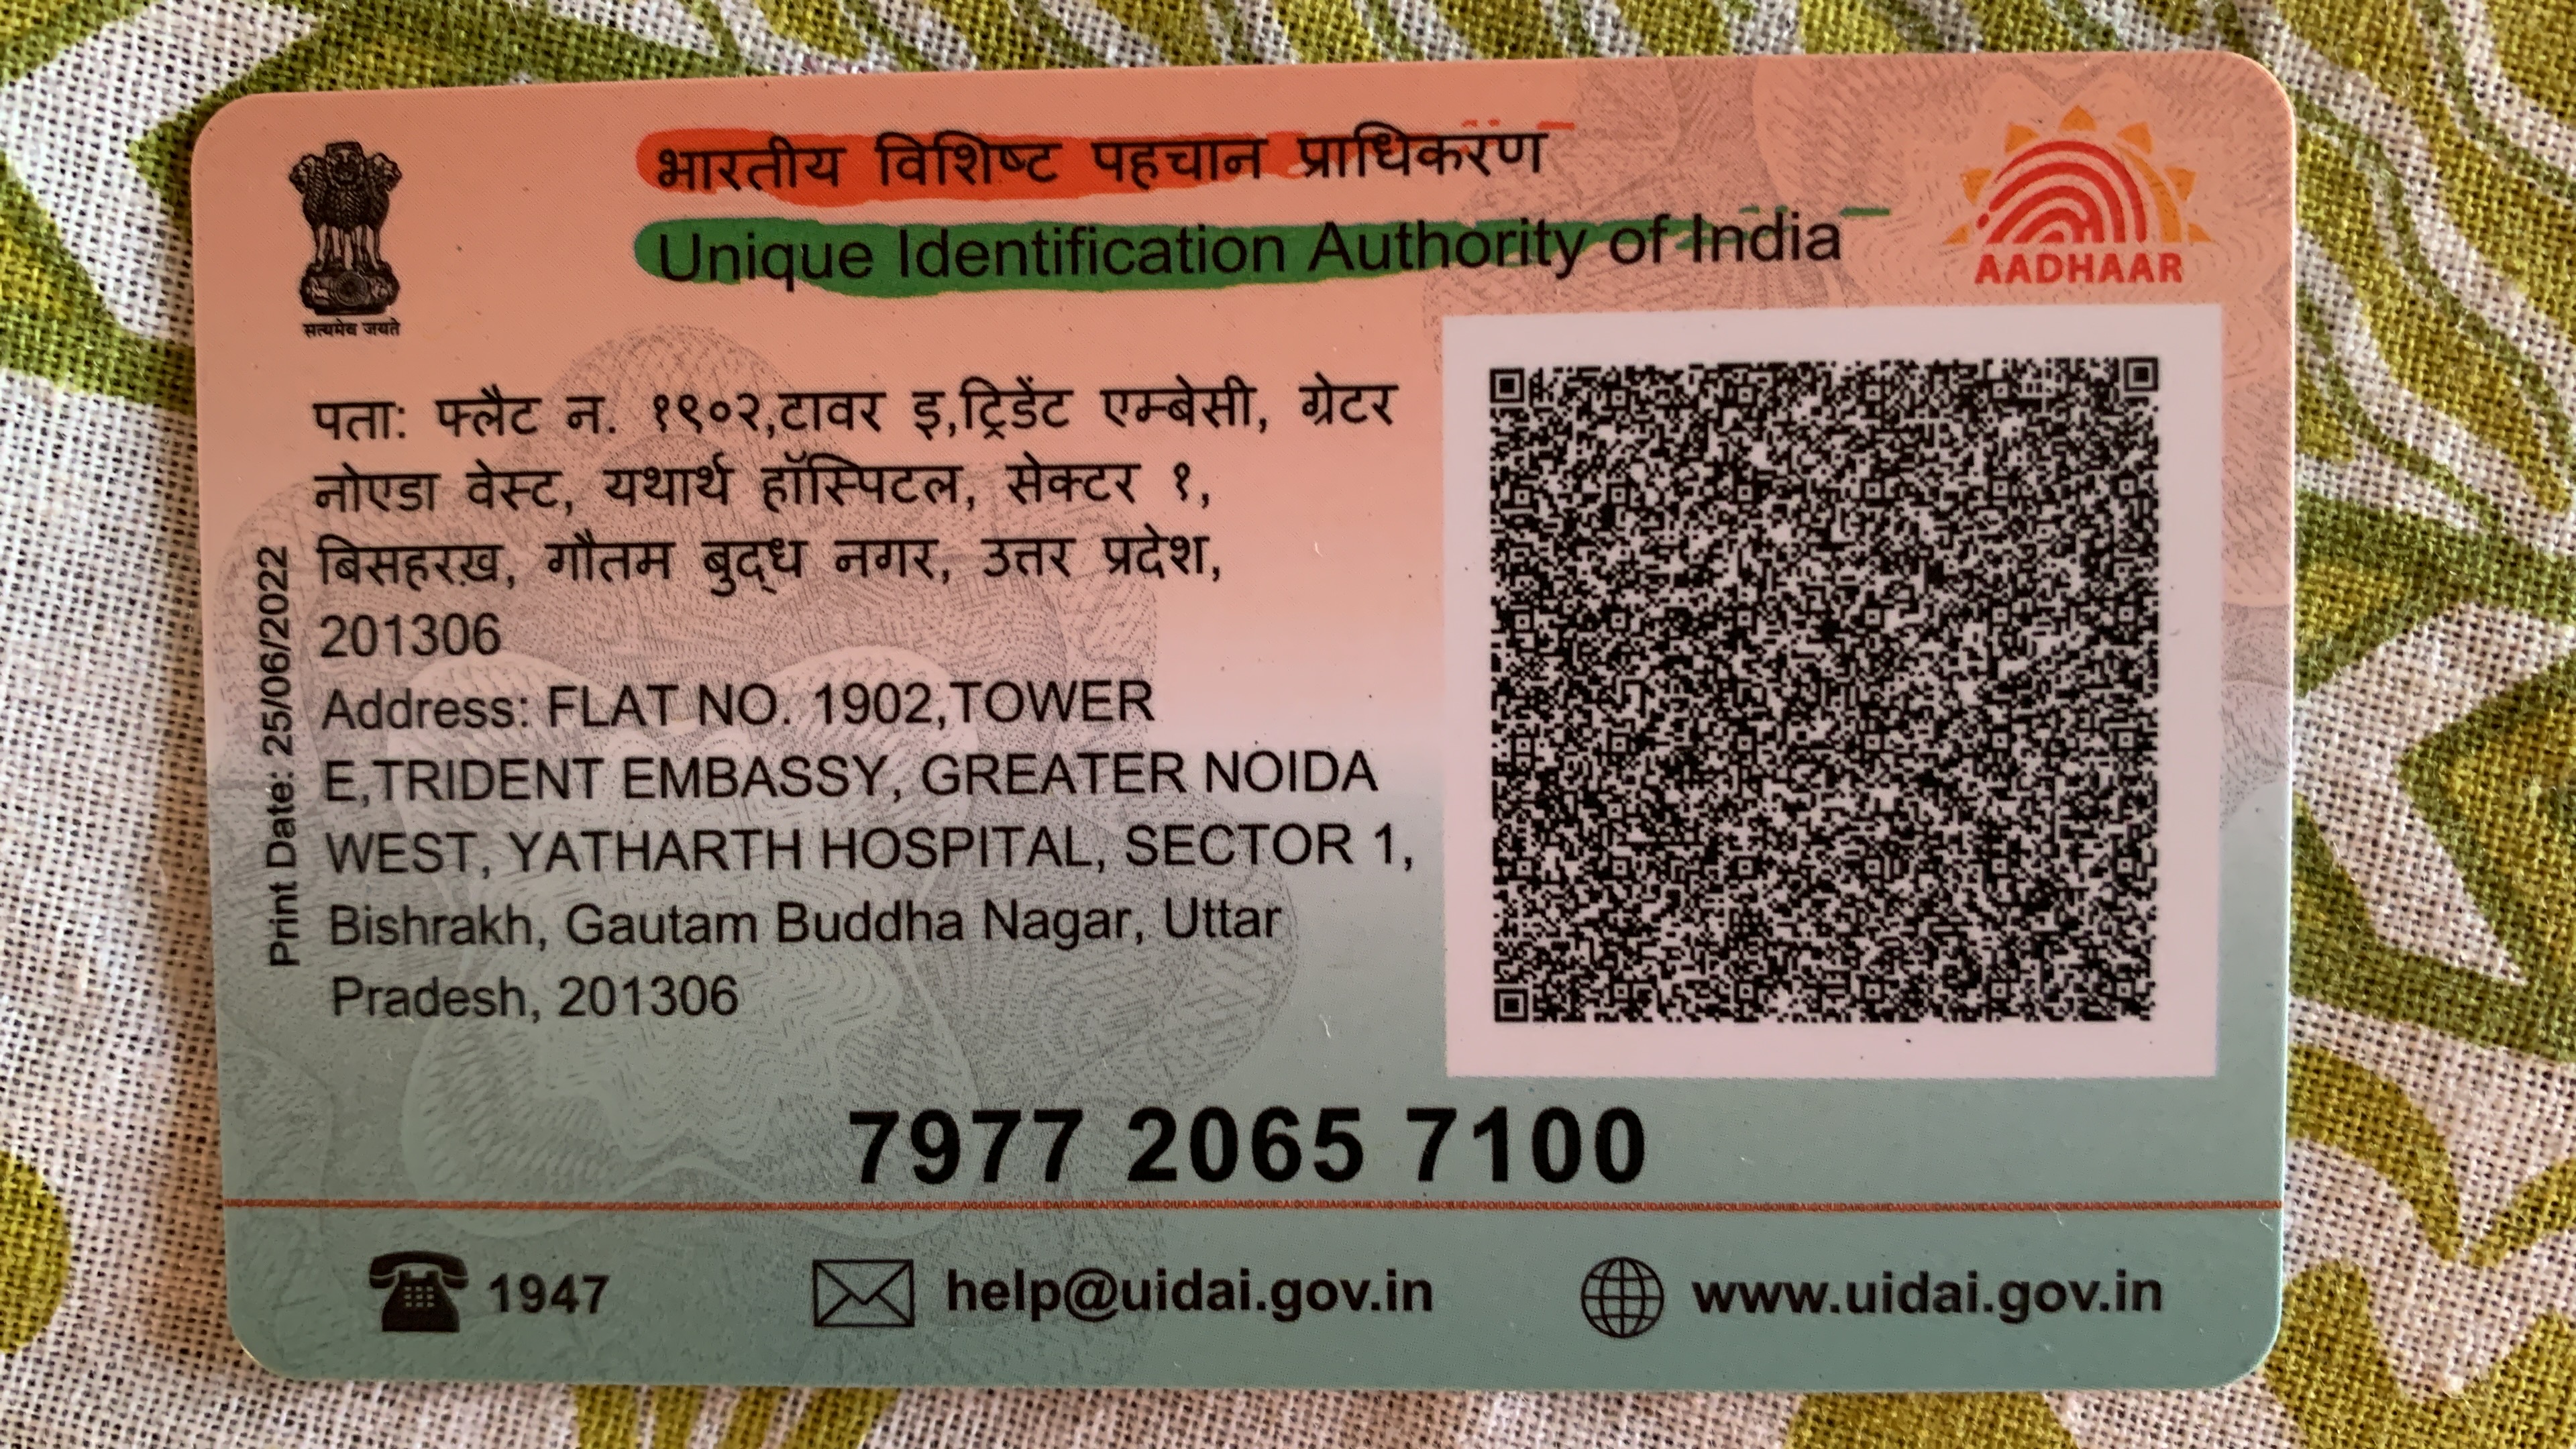 भारतीय विशिष्ट पहचान प्राधिकरण
Unique Identification Authority of India
AADHAAR
सत्यमेव जयते
पता: फ्लैट न. १९०२,टावर इ,ट्रिडेंट एम्बेसी, ग्रेटर
नोएडा वेस्ट, यथार्थ हॉस्पिटल, सेक्टर १,
बिसहरख़, गौतम बुद्ध नगर, उत्तर प्रदेश,
201306
Address: FLAT NO. 1902,TOWER
E,TRIDENT EMBASSY, GREATER NOIDA
WEST, YATHARTH HOSPITAL, SECTOR 1,
Bishrakh, Gautam Buddha Nagar, Uttar
Pradesh, 201306
Print Date: 25/06/2022
7977 2065 7100
1947
help@uidai.gov.in
www.uidai.gov.in